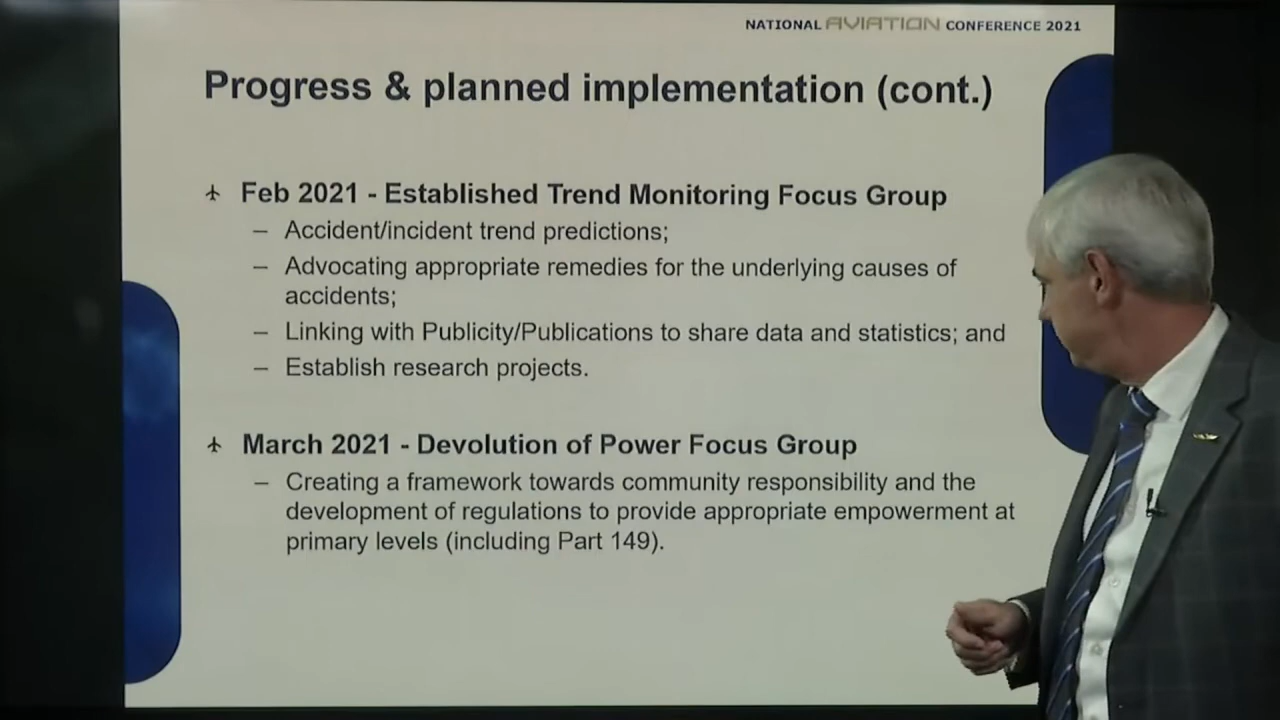 NATIONAL AVIATION CONFERENCE 2021
Progress & planned implementation (cont.)
Feb 2021 - Established Trend Monitoring Focus Group
– Accident/incident trend predictions;
– Advocating appropriate remedies for the underlying causes of
accidents;
– Linking with Publicity/Publications to share data and statistics; and
– Establish research projects.
March 2021 - Devolution of Power Focus Group
– Creating a framework towards community responsibility and the
development of regulations to provide appropriate empowerment at
primary levels (including Part 149).